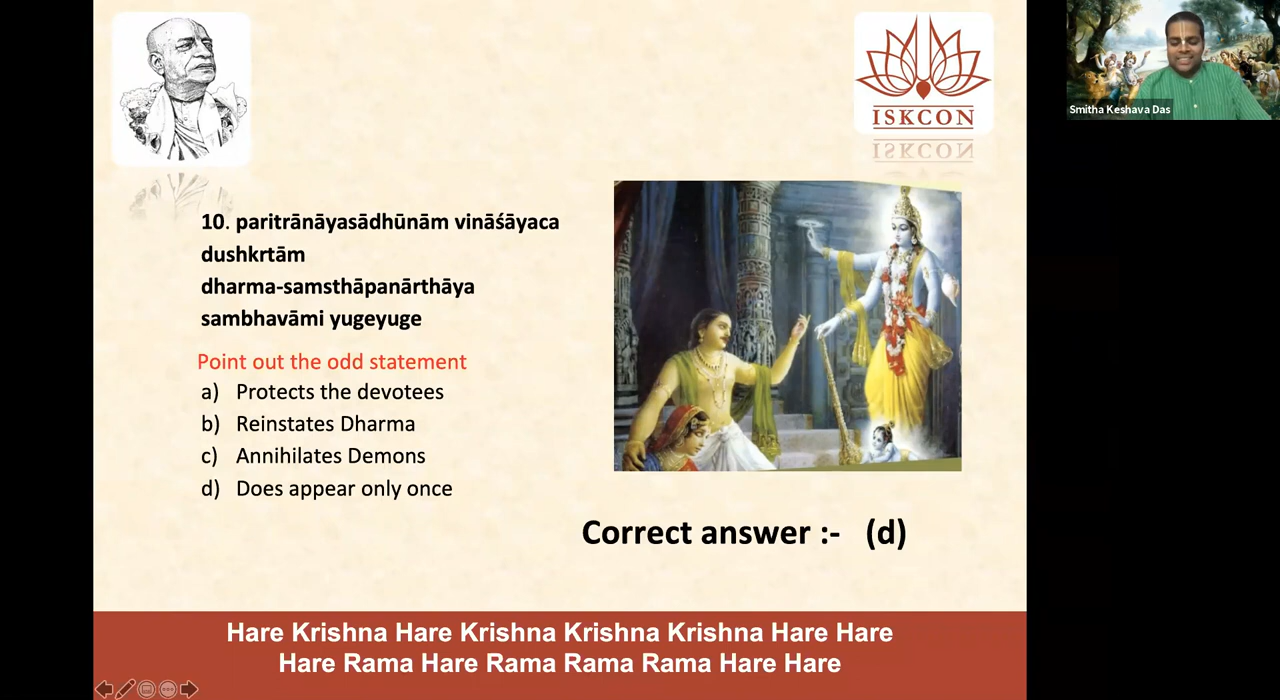 ISKCON
Smitha Keshava Das
10. paritrānāyasādhūnām vināśāyaca
dushkrtām
dharma-samsthāpanārthāya
sambhavāmi yugeyuge
Point out the odd statement
a) Protects the devotees
b) Reinstates Dharma
c) Annihilates Demons
d) Does appear only once
Correct answer :- (d)
Hare Krishna Hare Krishna Krishna Krishna Hare Hare
Hare Rama Hare Rama Rama Rama Hare Hare